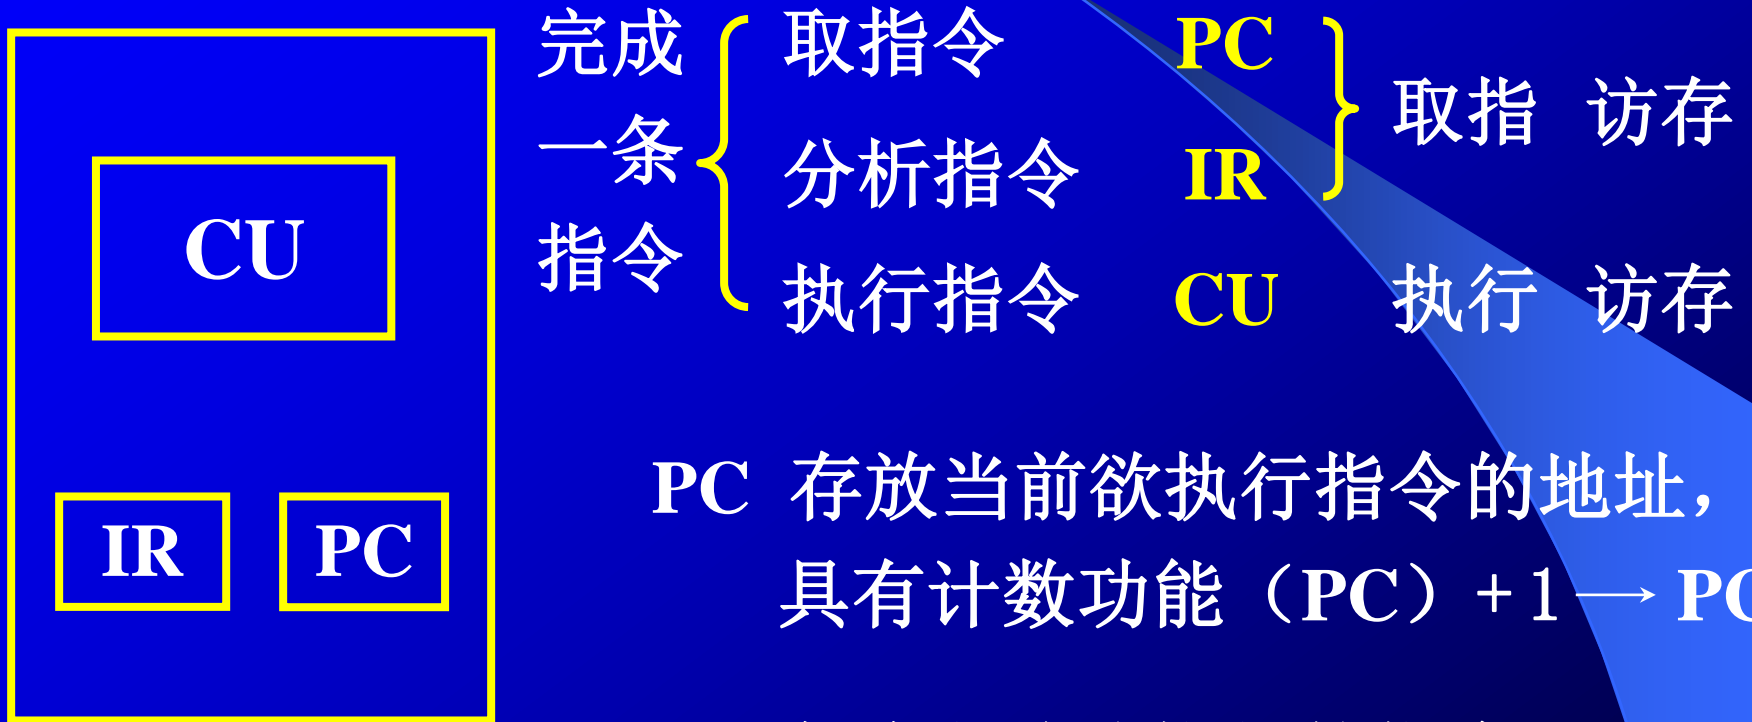 CU
IR PC
完成
一条
指令
取指令 PC
分析指令 IR
执行指令 CU
取指 访存
执行 访存
PC 存放当前欲执行指令的地址,
具有计数功能（PC）+1→PC